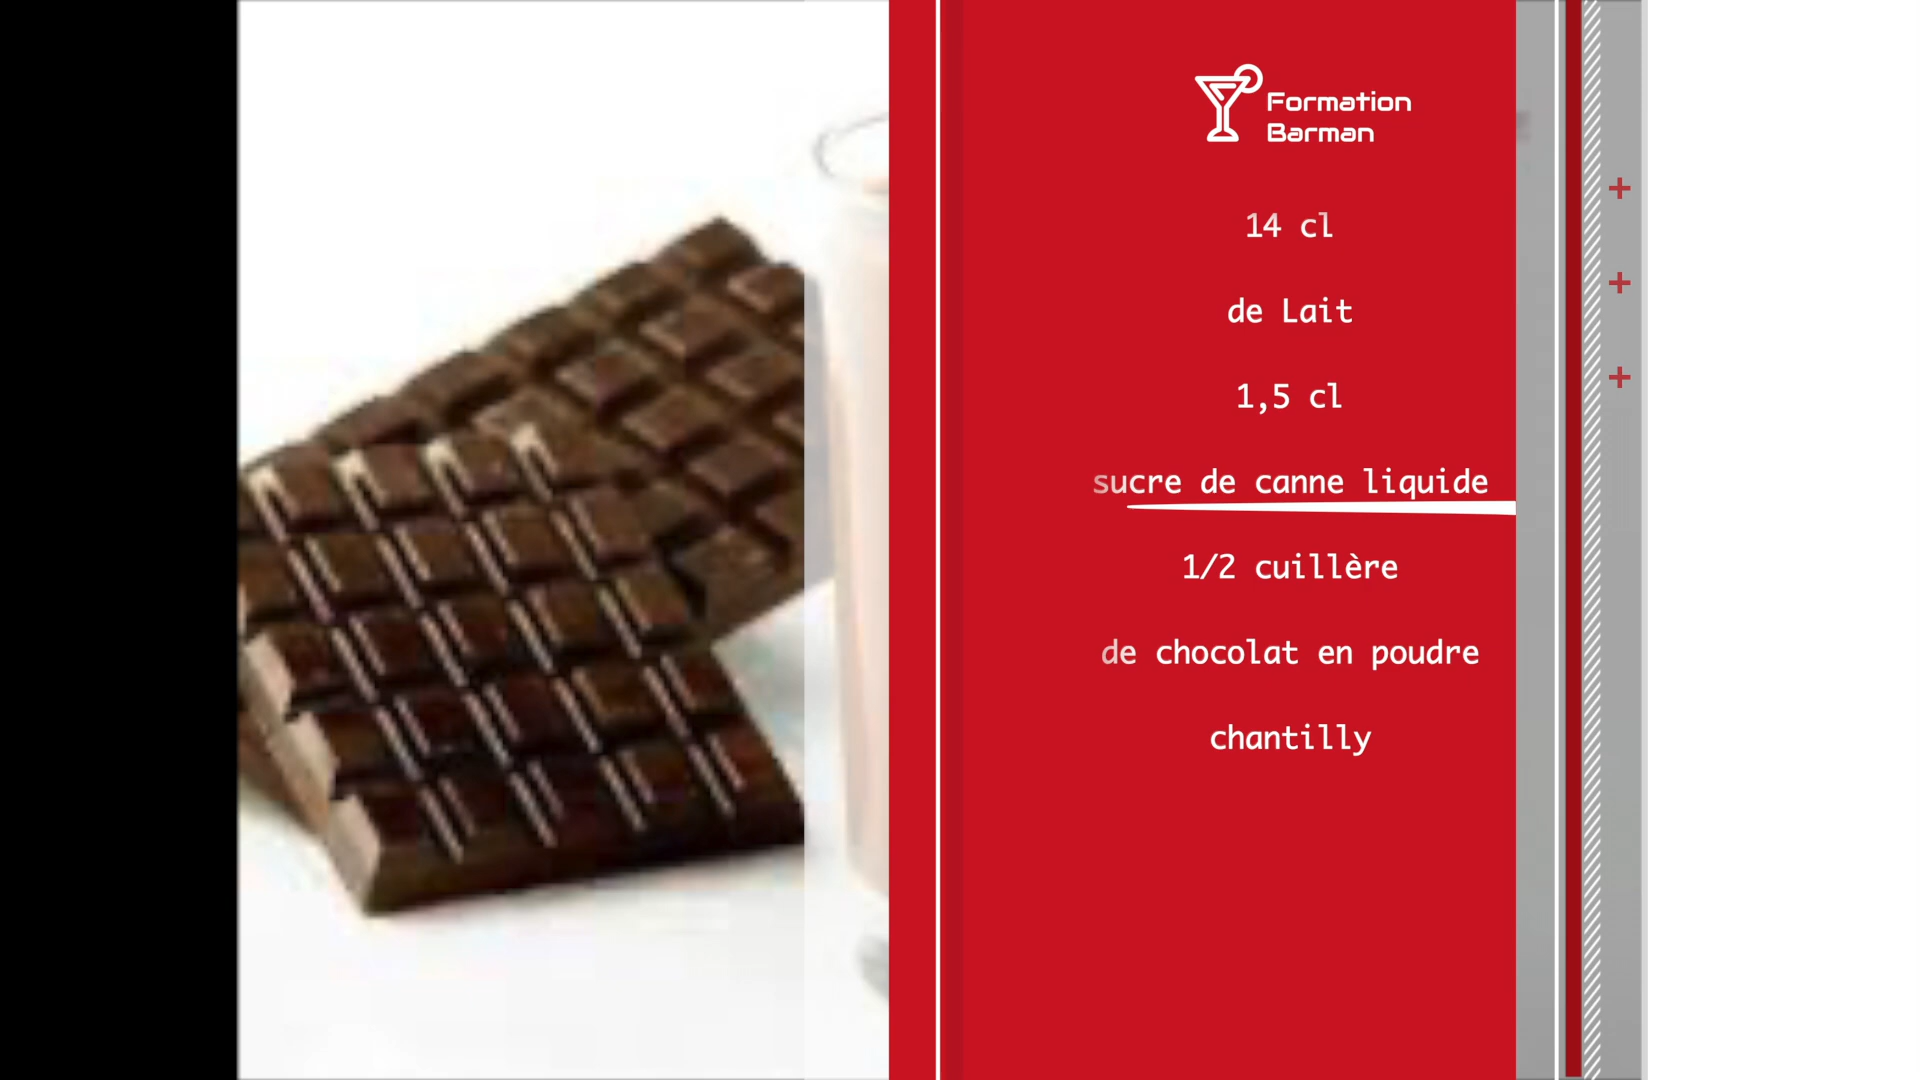 Formation
Barman
14 cl
de Lait
1,5 cl
sucre de canne liquide
1/2 cuillère
de chocolat en poudre
chantilly